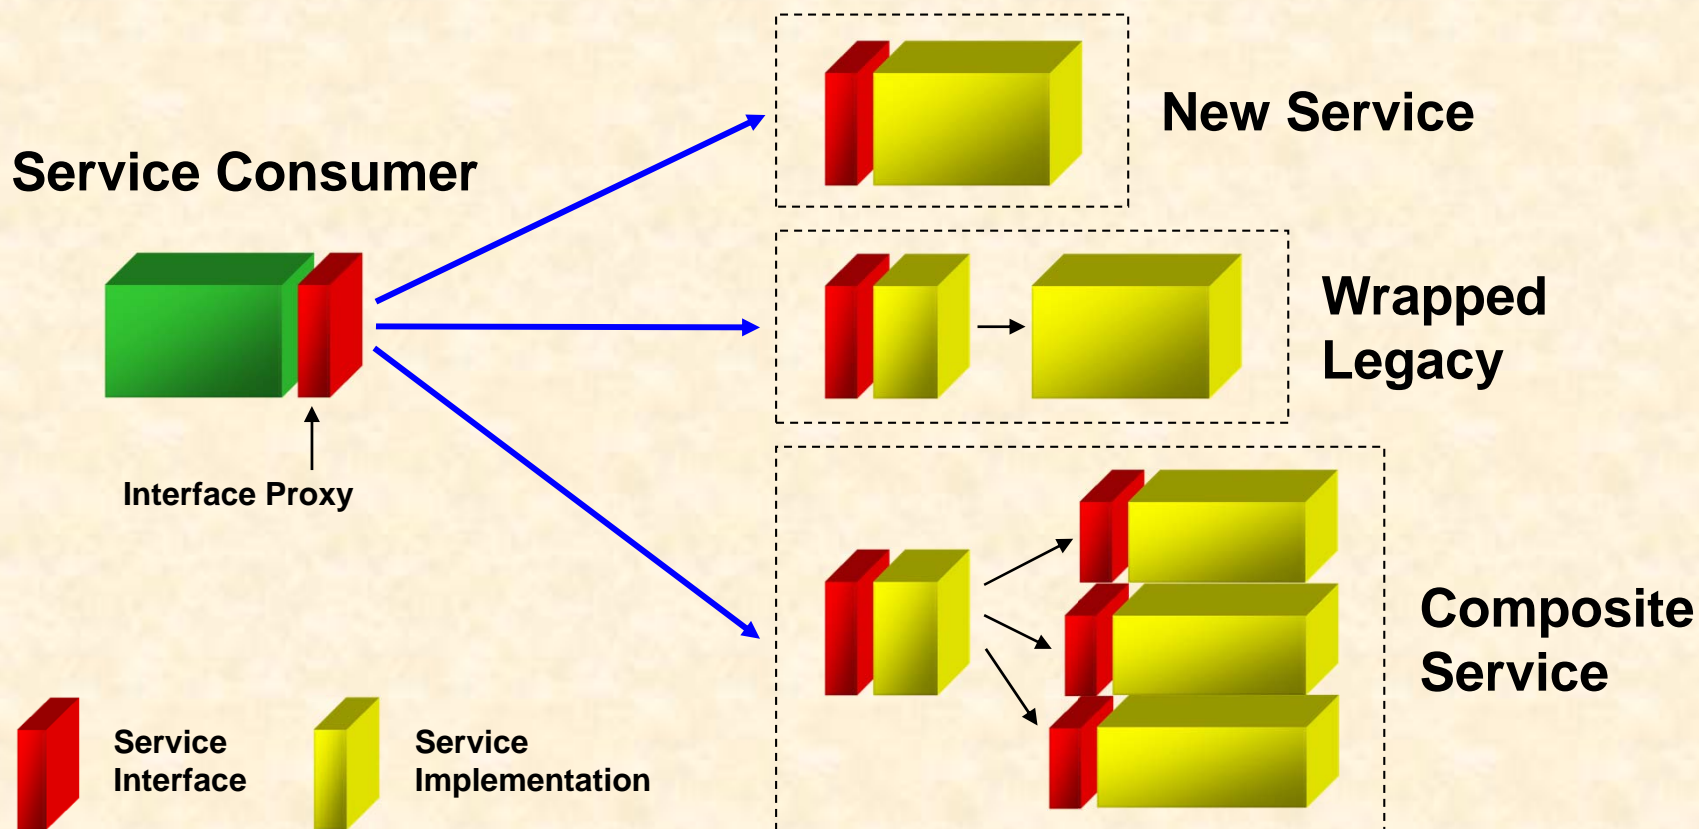 New Service
Service Consumer
Wrapped
Legacy
Interface Proxy
Composite
Service
Service
Interface
Service
Implementation